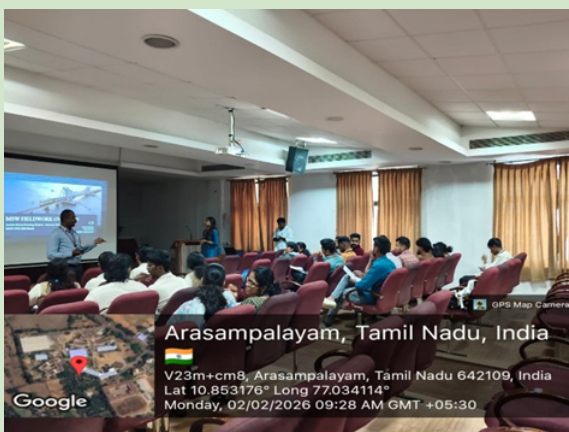 MSW FIELDWORK
GPS Map Camera
Arasampalayam, Tamil Nadu, India
V23m+cm8, Arasampalayam, Tamil Nadu 642109, India
Lat 10.853176° Long 77.034114°
Monday, 02/02/2026 09:28 AM GMT +05:30
Google